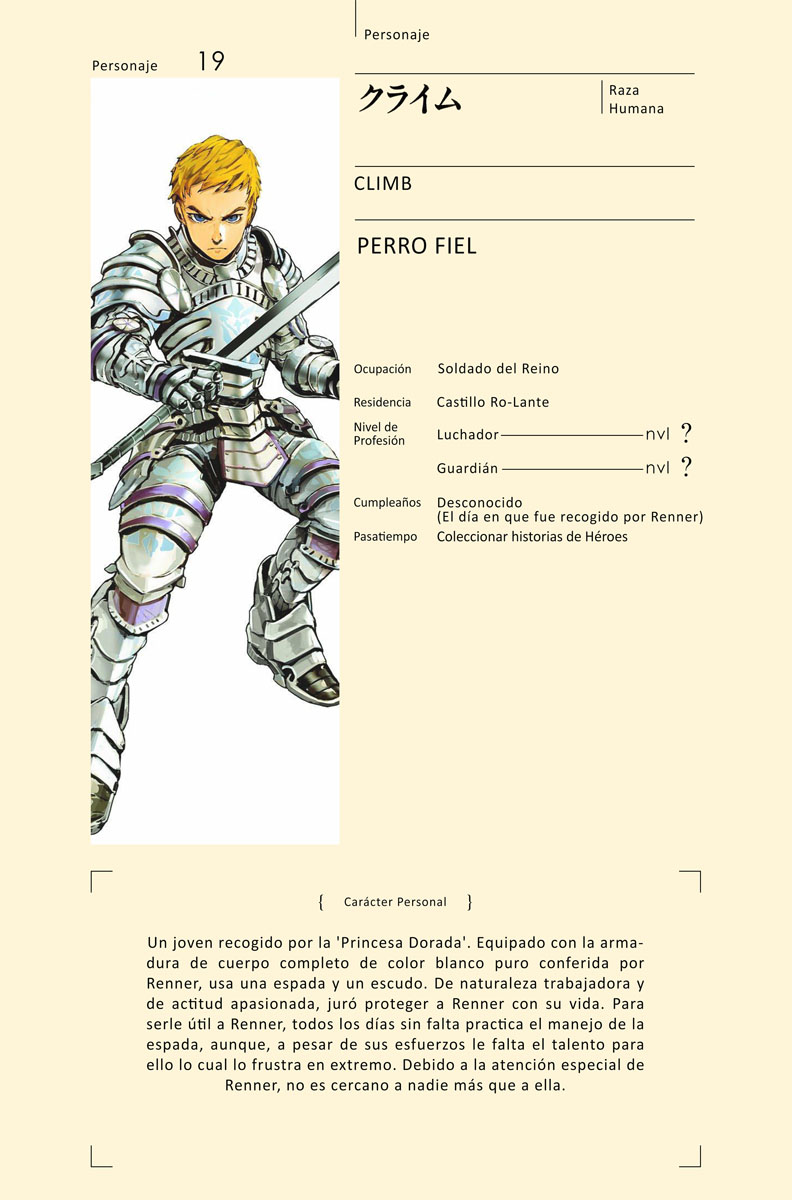 Personaje
Personaje 19
クライム
Raza
Humana
CLIMB
PERRO FIEL
Ocupación Soldado del Reino
Residencia Castillo Ro-Lante
Nivel de
Profesión
Luchador nvl ?
Guardián nvl ?
Cumpleaños Desconocido
(El día en que fue recogido por Renner)
Pasatiempo Coleccionar historias de Héroes
{ Carácter Personal }
Un joven recogido por la 'Princesa Dorada'. Equipado con la arma-
dura de cuerpo completo de color blanco puro conferida por
Renner, usa una espada y un escudo. De naturaleza trabajadora y
de actitud apasionada, juró proteger a Renner con su vida. Para
serle útil a Renner, todos los días sin falta practica el manejo de la
espada, aunque, a pesar de sus esfuerzos le falta el talento para
ello lo cual lo frustra en extremo. Debido a la atención especial de
Renner, no es cercano a nadie más que a ella.